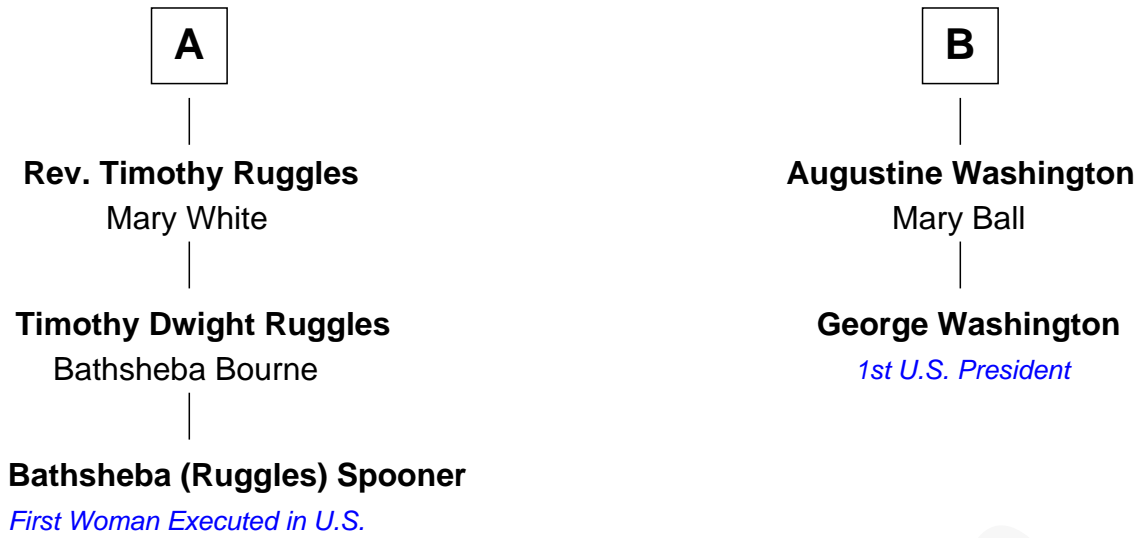 A
B
Rev. Timothy Ruggles
Mary White
Augustine Washington
Mary Ball
Timothy Dwight Ruggles
Bathsheba Bourne
George Washington
1st U.S. President
Bathsheba (Ruggles) Spooner
First Woman Executed in U.S.